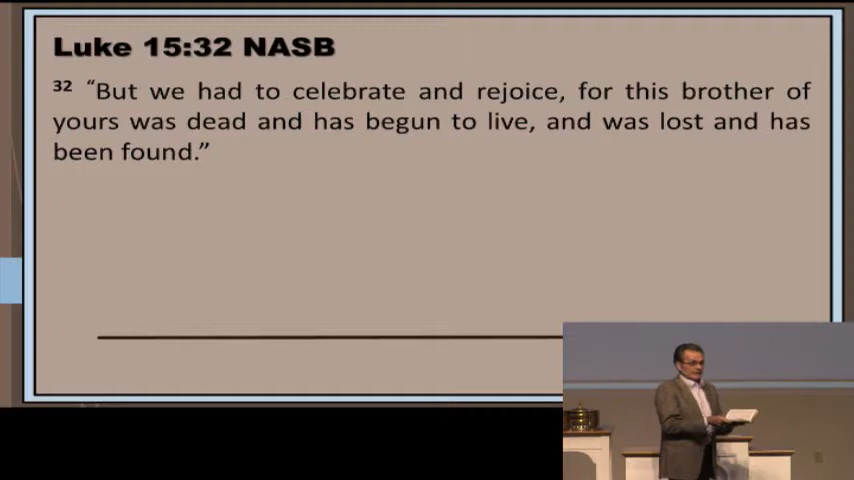 Luke 15:32 NASB
32 “But we had to celebrate and rejoice, for this brother of
yours was dead and has begun to live, and was lost and has
been found.”